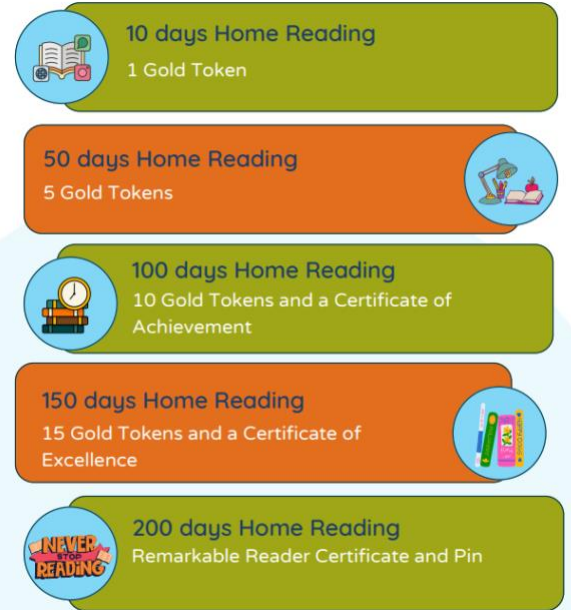 10 days Home Reading
1 Gold Token
50 days Home Reading
5 Gold Tokens
100 days Home Reading
10 Gold Tokens and a Certificate of
Achievement
150 days Home Reading
15 Gold Tokens and a Certificate of
Excellence
200 days Home Reading
Remarkable Reader Certificate and Pin
NEVER
STOP
READING